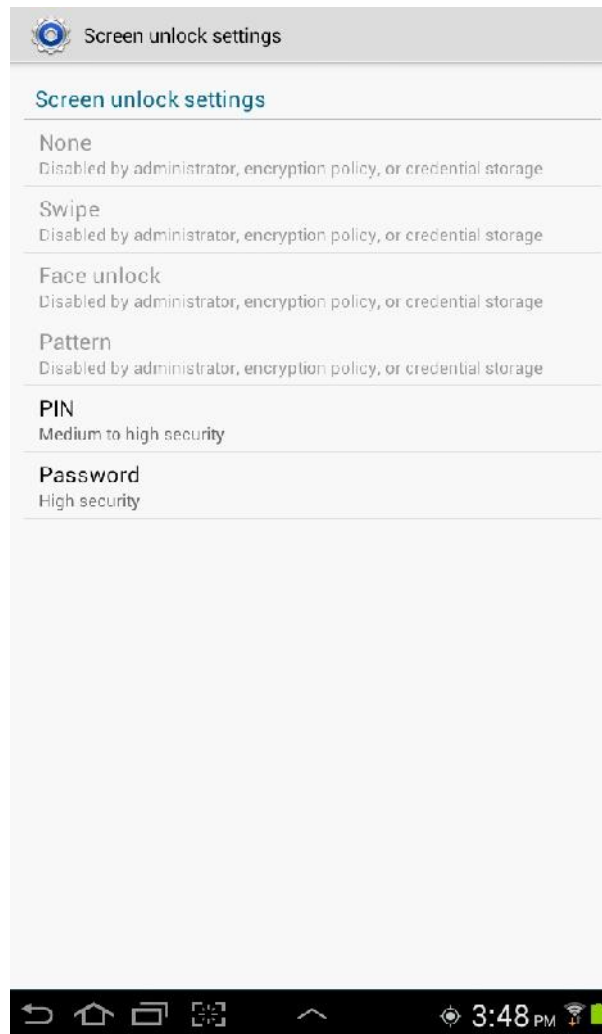 Screen unlock settings
Screen unlock settings
None
Disabled by administrator, encryption policy, or credential storage
Swipe
Disabled by administrator, encryption policy, or credential storage
Face unlock
Disabled by administrator, encryption policy, or credential storage
Pattern
Disabled by administrator, encryption policy, or credential storage
PIN
Medium to high security
Password
High security
3:48 PM